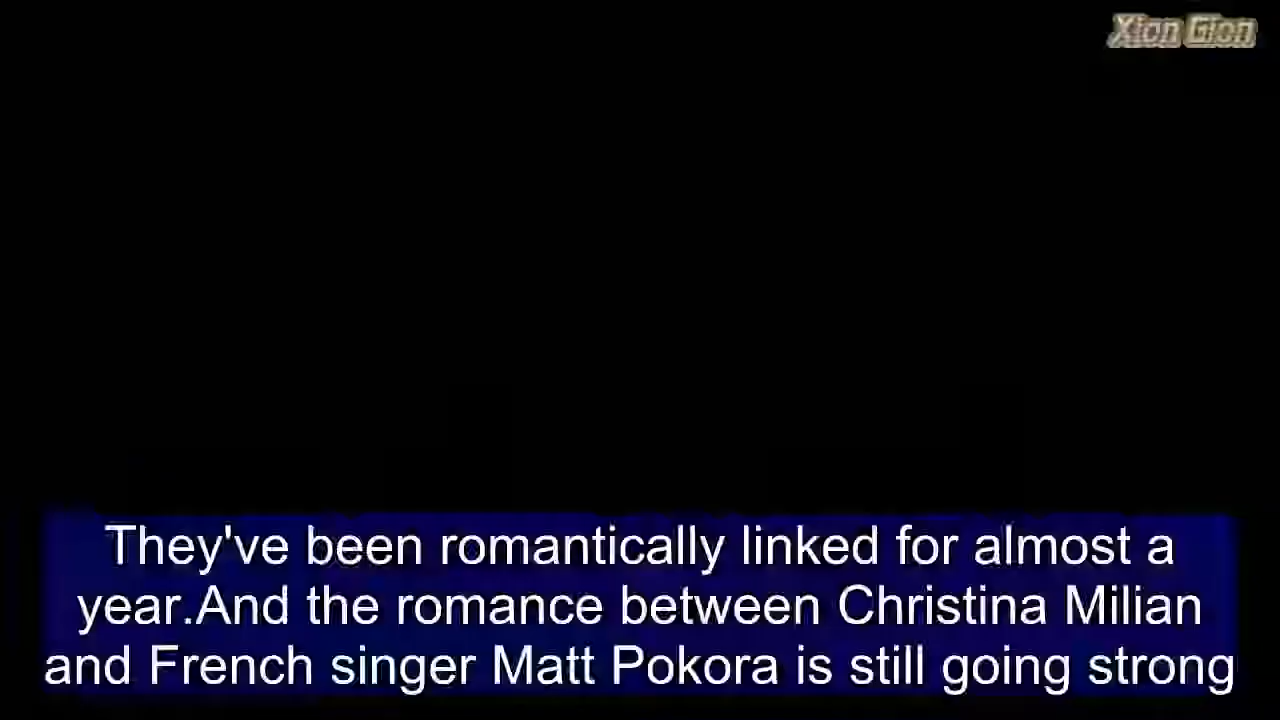 Xion Gion
They've been romantically linked for almost a
year.And the romance between Christina Milian
and French singer Matt Pokora is still going strong